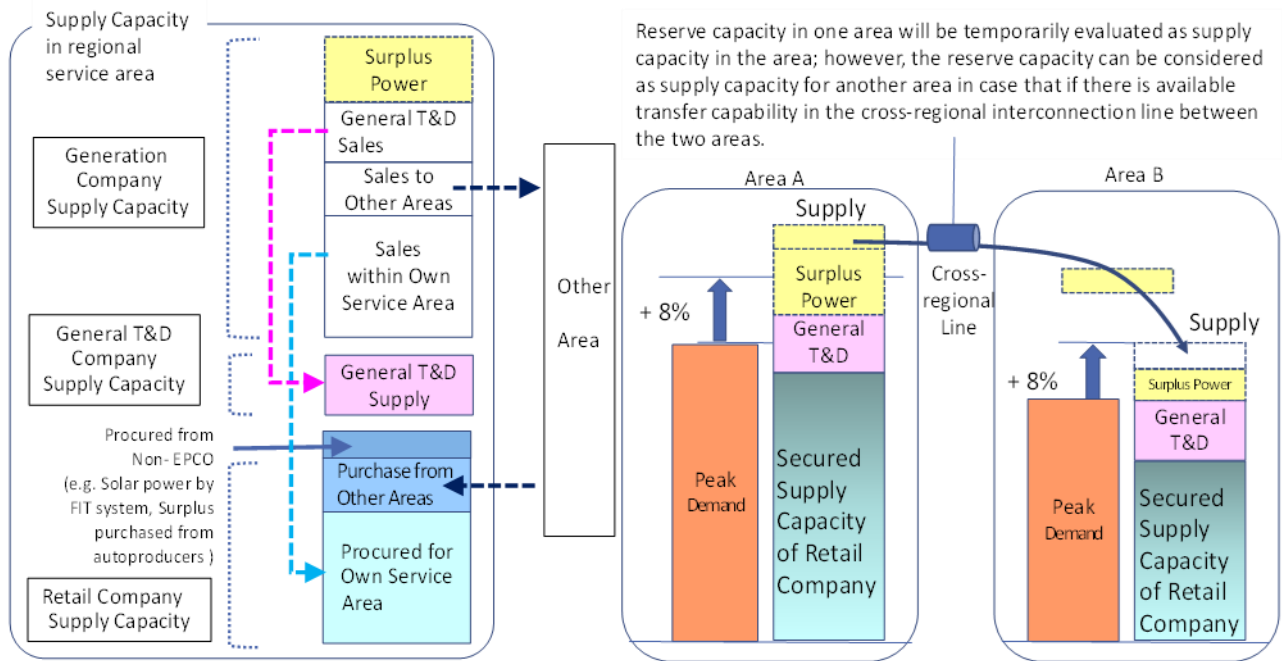 Supply Capacity
in regional
service area
Surplus
Power
General T&D
Sales
Sales to
Other Areas
Sales
within Own
Service Area
Generation
Company
Supply Capacity
General T&D
Company
Supply Capacity
General T&D
Supply
Procured from
Non- EPCO
(e.g. Solar power by
FIT system, Surplus
purchased from
autoproducers )
Purchase from
Other Areas
Procured for
Own Service
Area
Retail Company
Supply Capacity
Other
Area
Reserve capacity in one area will be temporarily evaluated as supply
capacity in the area; however, the reserve capacity can be considered
as supply capacity for another area in case that if there is available
transfer capability in the cross-regional interconnection line between
the two areas.
Area A
Supply
Surplus
Power
+ 8%
General
T&D
Peak
Demand
Secured
Supply
Capacity
of Retail
Company
Cross-
regional
Line
Area B
Supply
+ 8%
Surplus Power
General
T&D
Peak
Demand
Secured
Supply
Capacity
of Retail
Company